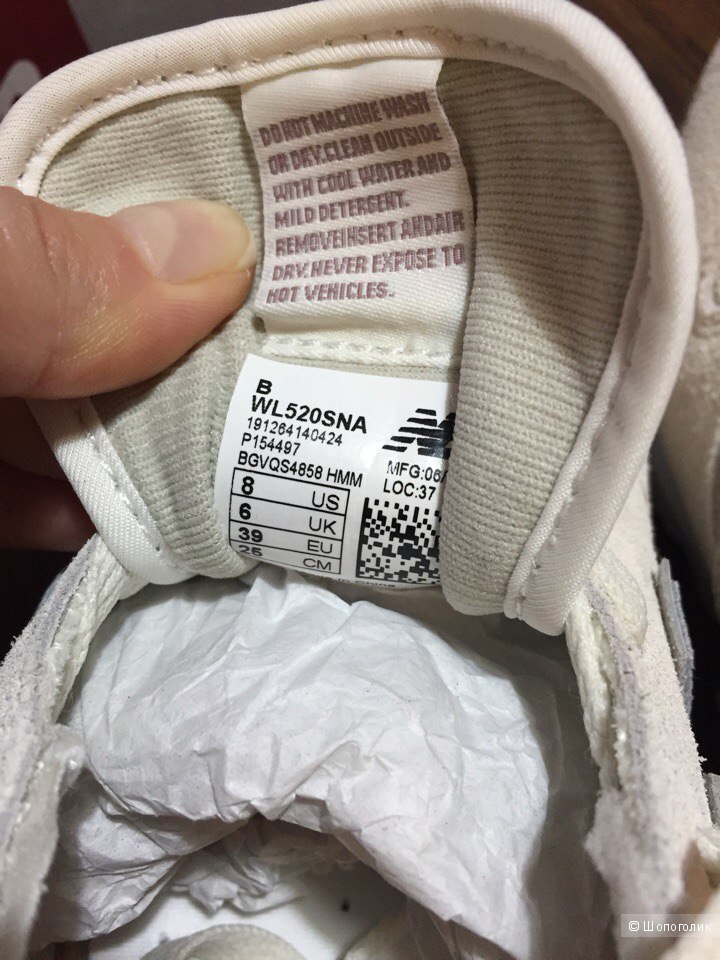 DO NOT MACHINE WASH
OR DRY.CLEAN OUTSIDE
WITH COOL WATER AND
MILD DETERGENT.
REMOVEINSERT ANDAIR
DRY.NEVER EXPOSE TO
HOT VEHICLES.
B
WL520SNA
191264140424
P154497
BGVQS4858 HMM
MFG:06/
LOC:37
8 US
6 UK
39 EU
25 CM
© Шопоголик